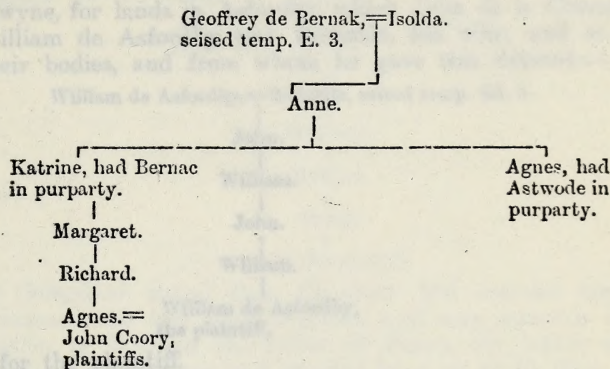 Geoffrey de Bernak,=Isolda.
seised temp. E. 3.
Anne.
Katrine, had Bernac
in purparty.
Agnes, had
Astwode in
purparty.
Margaret.
Richard.
Agnes.=
John Coory,
plaintiffs.